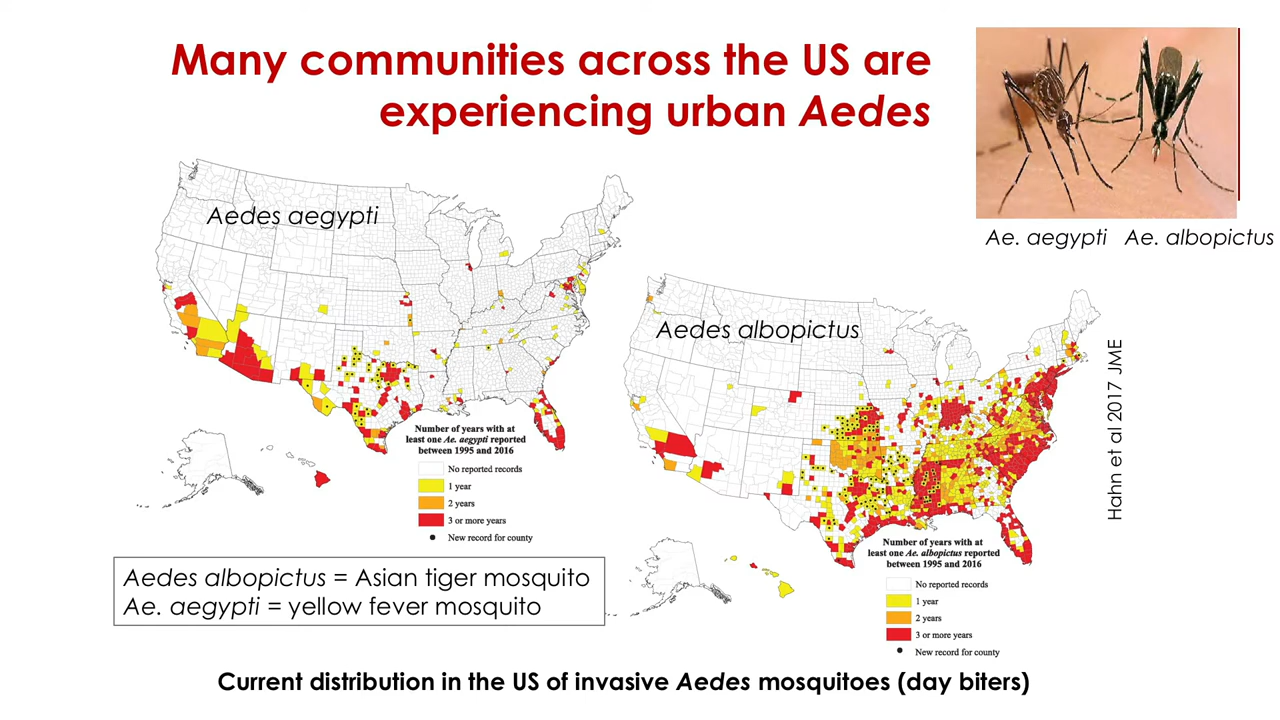 Many communities across the US are
experiencing urban Aedes
Ae. aegypti Ae. albopictus
Aedes aegypti
Number of years with at
least one Ae. aegypti reported
between 1995 and 2016
No reported records
1 year
2 years
3 or more years
New record for county
Aedes albopictus
Number of years with at
least one Ae. albopictus reported
between 1995 and 2016
No reported records
1 year
2 years
3 or more years
New record for county
Hahn et al 2017 JME
Aedes albopictus = Asian tiger mosquito
Ae. aegypti = yellow fever mosquito
Current distribution in the US of invasive Aedes mosquitoes (day biters)